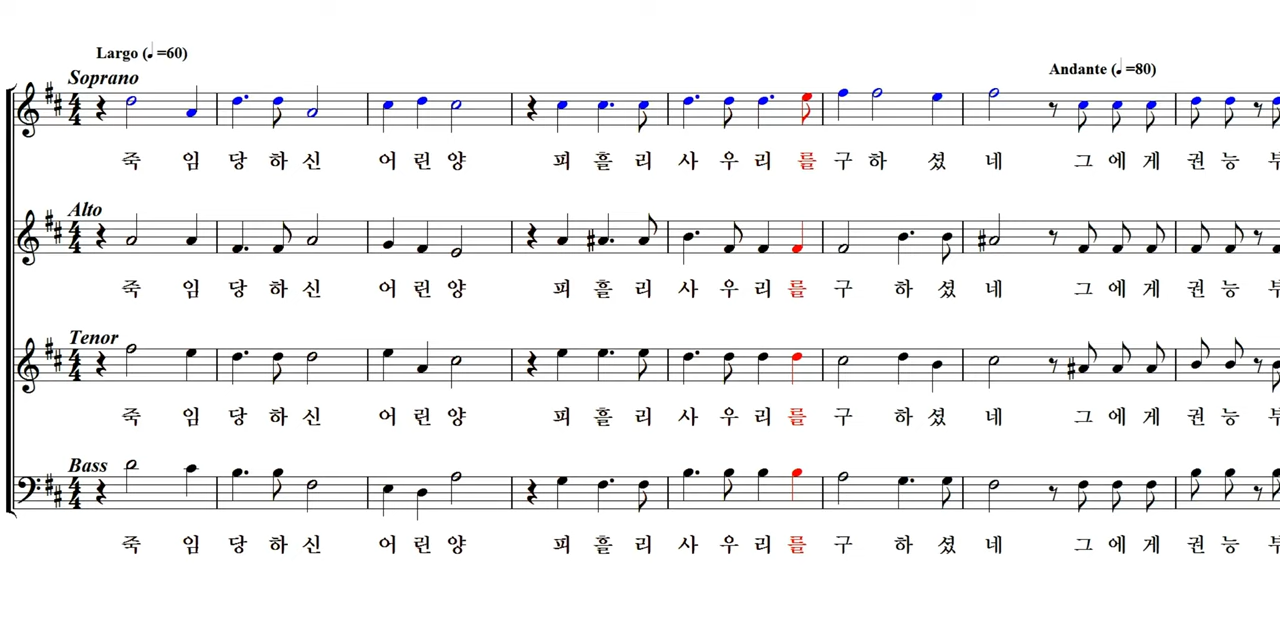 Largo (♩=60)
Andante (♩=80)
Soprano
죽 임 당 하 신 어 린 양 피 흘 리 사 우 리 를 구 하 셨 네 그 에 게 권 능 부
Alto
죽 임 당 하 신 어 린 양 피 흘 리 사 우 리 를 구 하 셨 네 그 에 게 권 능 부
Tenor
죽 임 당 하 신 어 린 양 피 흘 리 사 우 리 를 구 하 셨 네 그 에 게 권 능 부
Bass
죽 임 당 하 신 어 린 양 피 흘 리 사 우 리 를 구 하 셨 네 그 에 게 권 능 부